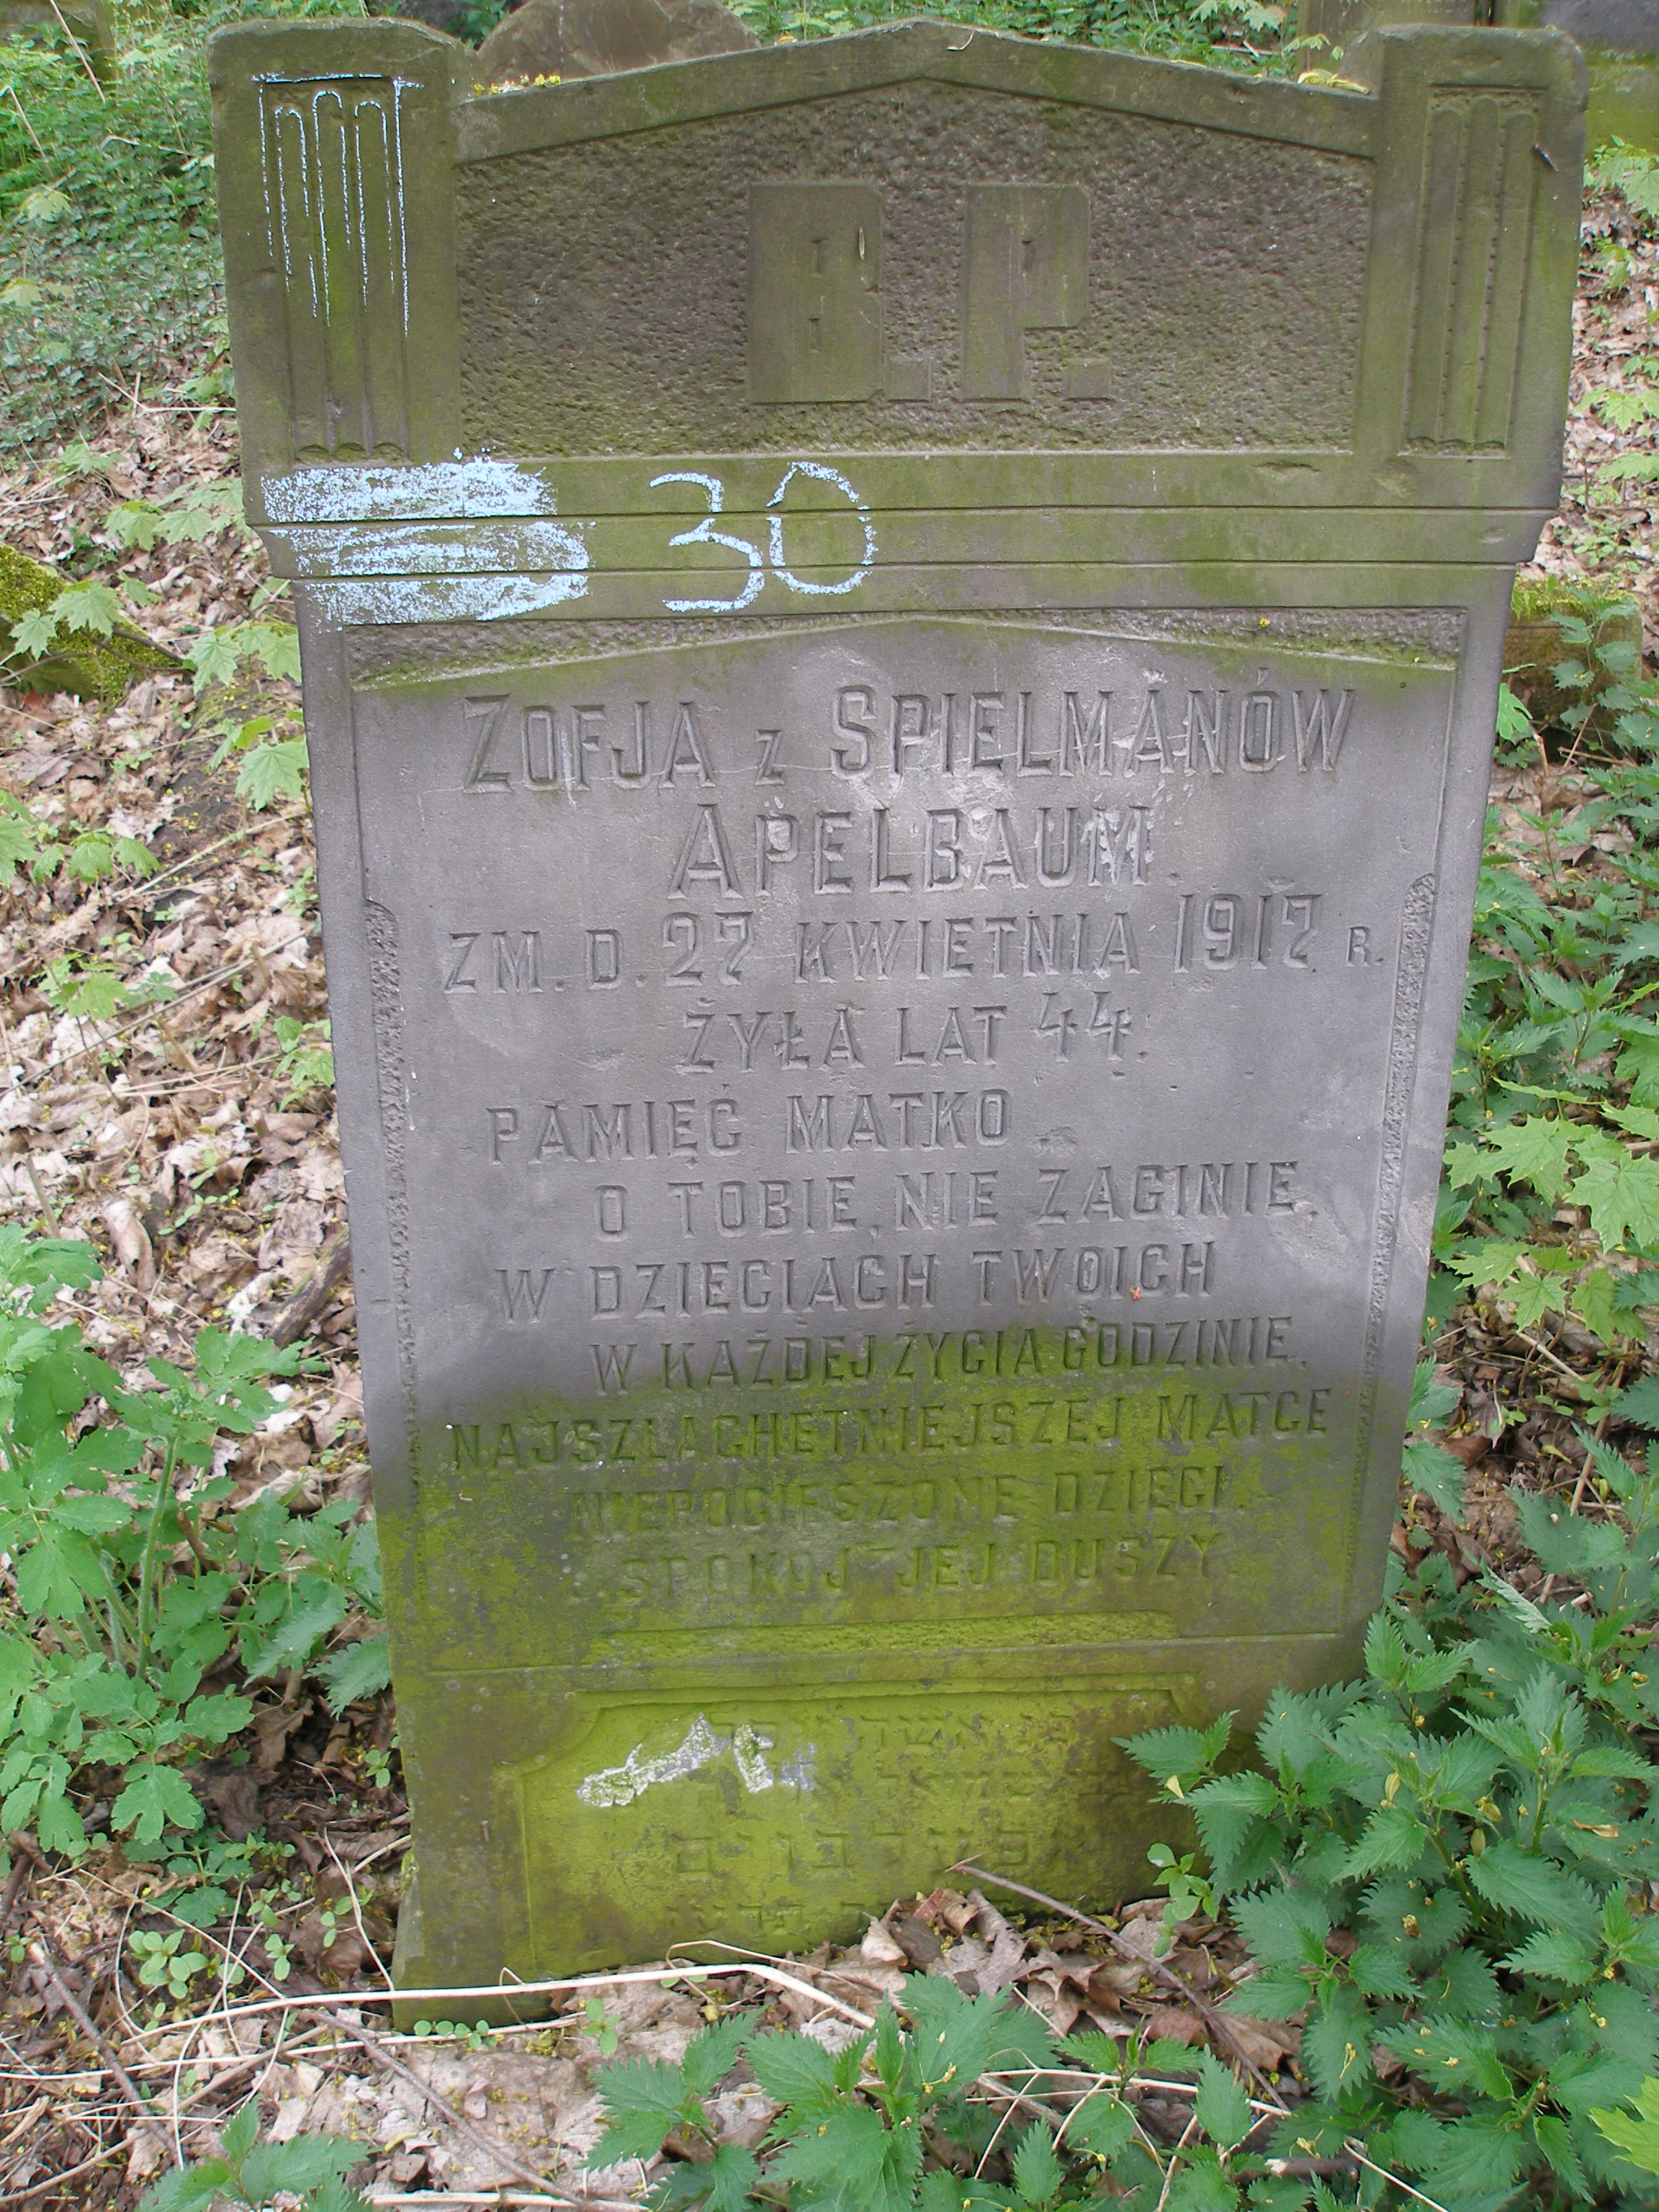 B. P.
30
ZOFJA Z SPIELMANÓW
APELBAUM.
ZM. D. 27 KWIETNIA 1917 R.
ŻYŁA LAT 44.
PAMIĘĆ MATKO
O TOBIE, NIE ZAGINIE,
W DZIECIACH TWOICH
W KAŻDEJ ŻYCIA GODZINIE.
NAJSZLACHETNIEJSZEJ MATCE
NIEPOCIESZONE DZIECI.
SPOKÓJ JEJ DUSZY.
אשה